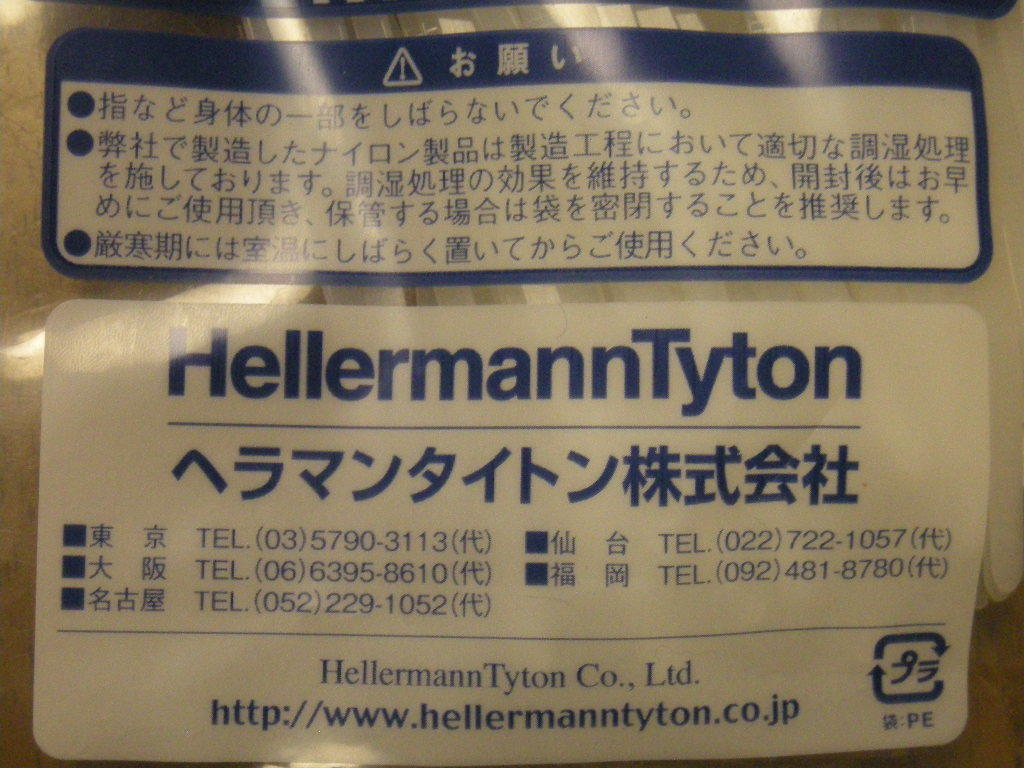 お願い
●指など身体の一部をしばらないでください。
●弊社で製造したナイロン製品は製造工程において適切な調湿処理
を施しております。調湿処理の効果を維持するため、開封後はお早
めにご使用頂き、保管する場合は袋を密閉することを推奨します。
●厳寒期には室温にしばらく置いてからご使用ください。
HellermannTyton
ヘラマンタイトン株式会社
■東 京 TEL.(03)5790-3113(代) ■仙 台 TEL.(022)722-1057(代)
■大 阪 TEL.(06)6395-8610(代) ■福 岡 TEL.(092)481-8780(代)
■名古屋 TEL.(052)229-1052(代)
HellermannTyton Co., Ltd.
http://www.hellermanntyton.co.jp
プラ
袋:PE